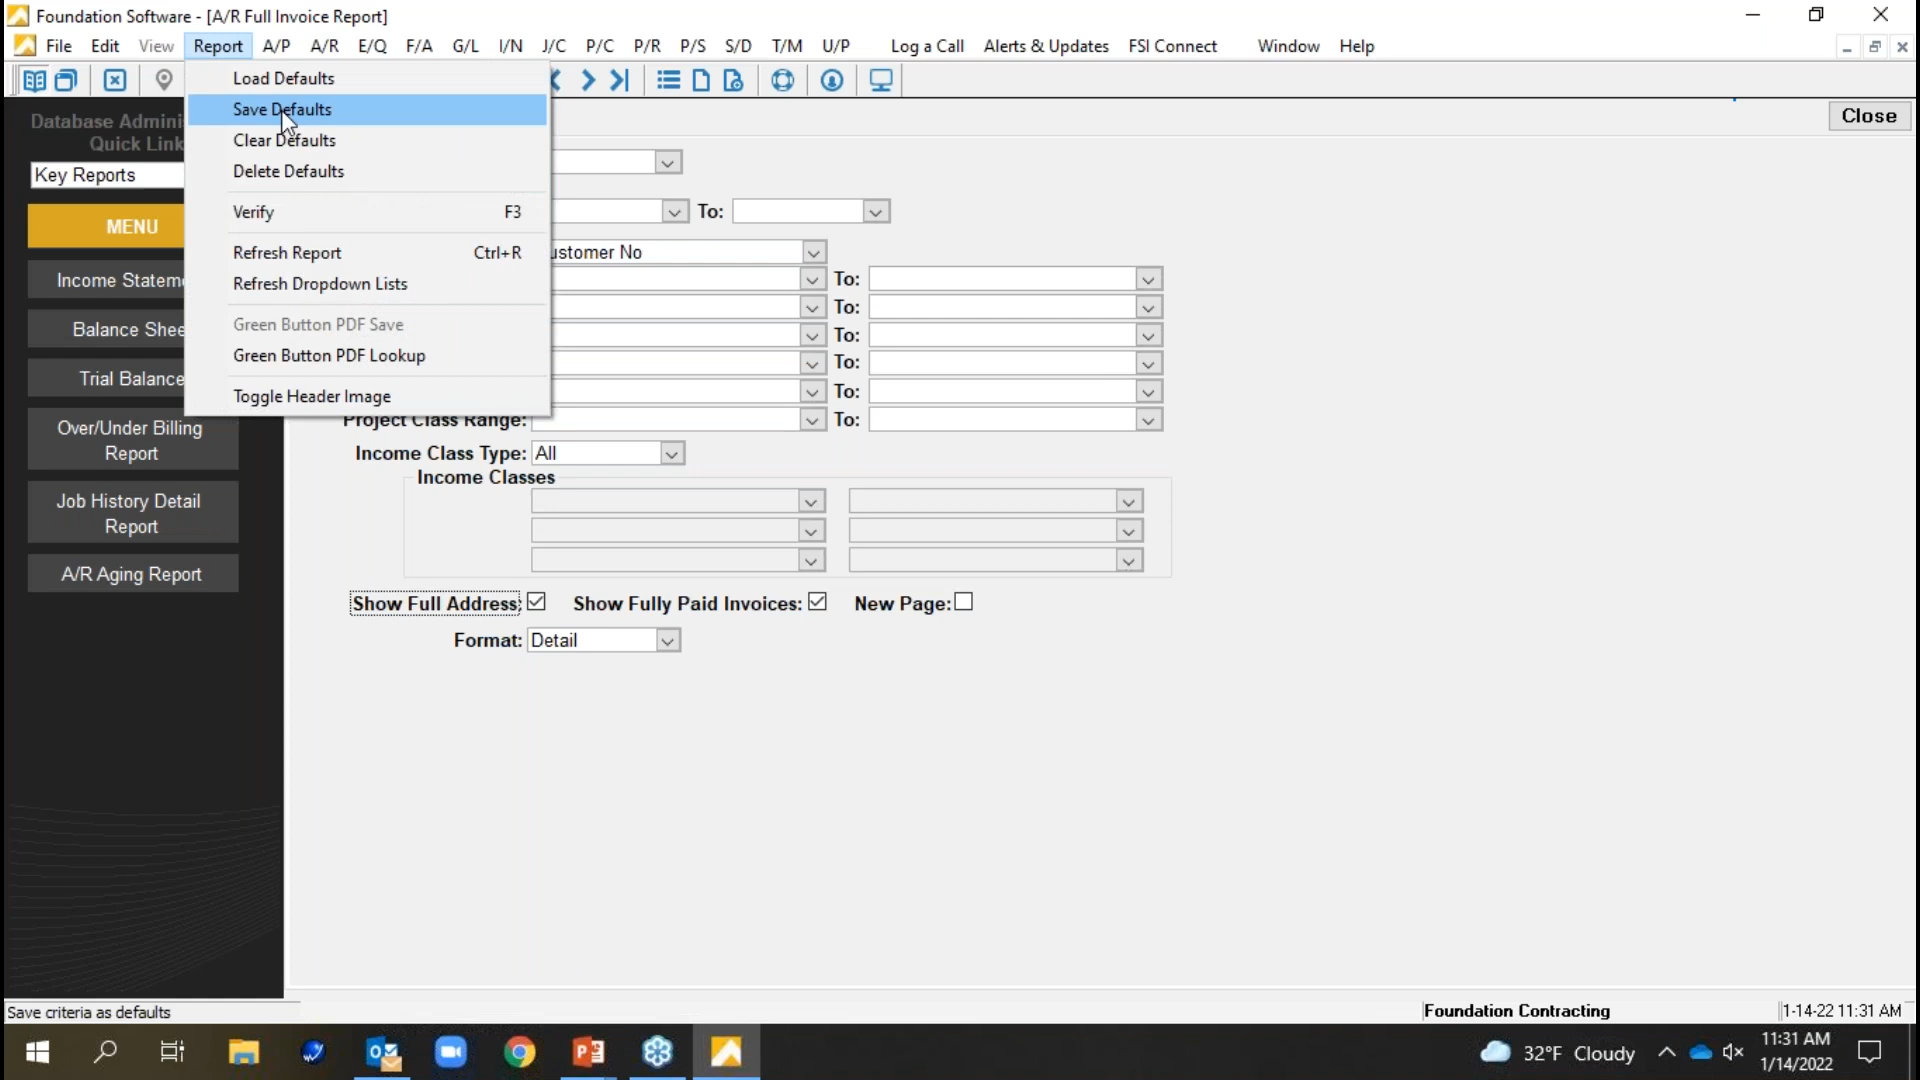 Foundation Software - [A/R Full Invoice Report]
File Edit View Report A/P A/R E/Q F/A G/L I/N J/C P/C P/R P/S S/D T/M U/P Log a Call Alerts & Updates FSI Connect Window Help
Load Defaults
Save Defaults
Clear Defaults
Delete Defaults
Verify F3
Refresh Report Ctrl+R
Refresh Dropdown Lists
Green Button PDF Save
Green Button PDF Lookup
Toggle Header Image
Close
Database Admini
Quick Link
Key Reports
MENU
Income Stateme
Balance Shee
Trial Balance
Over/Under Billing
Report
Job History Detail
Report
A/R Aging Report
To:
ustomer No
To:
To:
To:
To:
To:
Project Class Range: To:
Income Class Type: All
Income Classes
Show Full Address: Show Fully Paid Invoices: New Page:
Format: Detail
Save criteria as defaults
Foundation Contracting
1-14-22 11:31 AM
32°F Cloudy
11:31 AM
1/14/2022